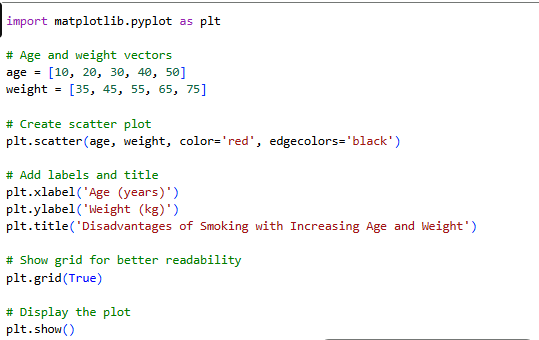 import matplotlib.pyplot as plt
# Age and weight vectors
age = [10, 20, 30, 40, 50]
weight = [35, 45, 55, 65, 75]
# Create scatter plot
plt.scatter(age, weight, color='red', edgecolors='black')
# Add labels and title
plt.xlabel('Age (years)')
plt.ylabel('Weight (kg)')
plt.title('Disadvantages of Smoking with Increasing Age and Weight')
# Show grid for better readability
plt.grid(True)
# Display the plot
plt.show()